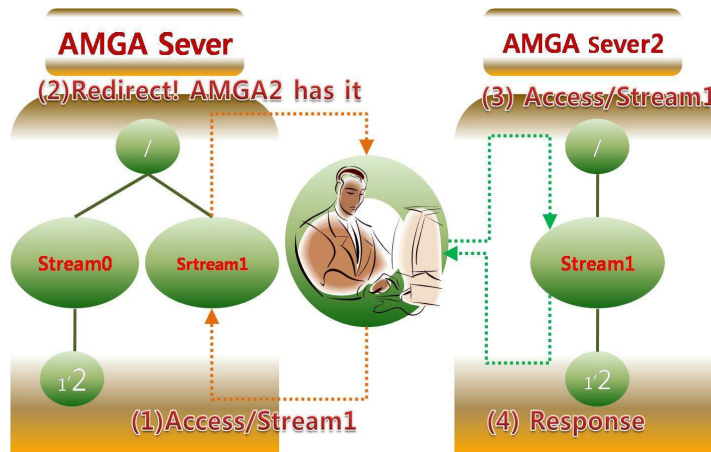 AMGA Sever
AMGA sever2
(2)Redirect! AMGA2 has it
(3) Access/Stream1
/
/
Stream0
Srtream1
Stream1
1'2
1'2
(1)Access/Stream1
(4) Response